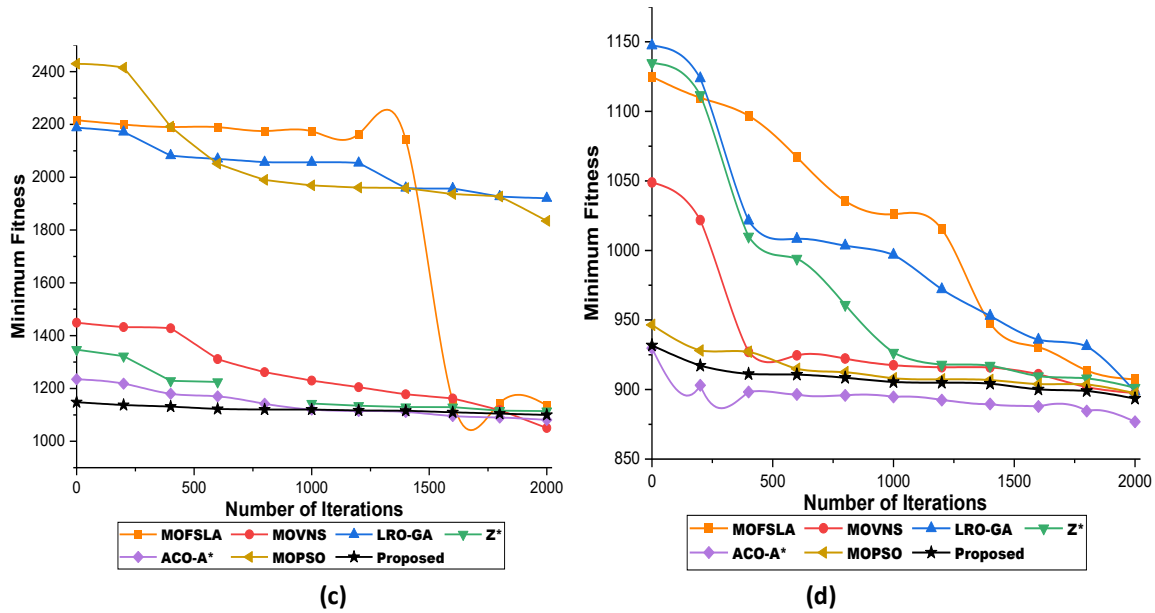 2400
2200
2000
1800
1600
1400
1200
1000
Minimum Fitness
0 500 1000 1500 2000
Number of Iterations
MOFSLA MOVNS LRO-GA Z*
ACO-A* MOPSO Proposed
(c)
1150
1100
1050
1000
950
900
850
Minimum Fitness
0 500 1000 1500 2000
Number of Iterations
MOFSLA MOVNS LRO-GA Z*
ACO-A* MOPSO Proposed
(d)